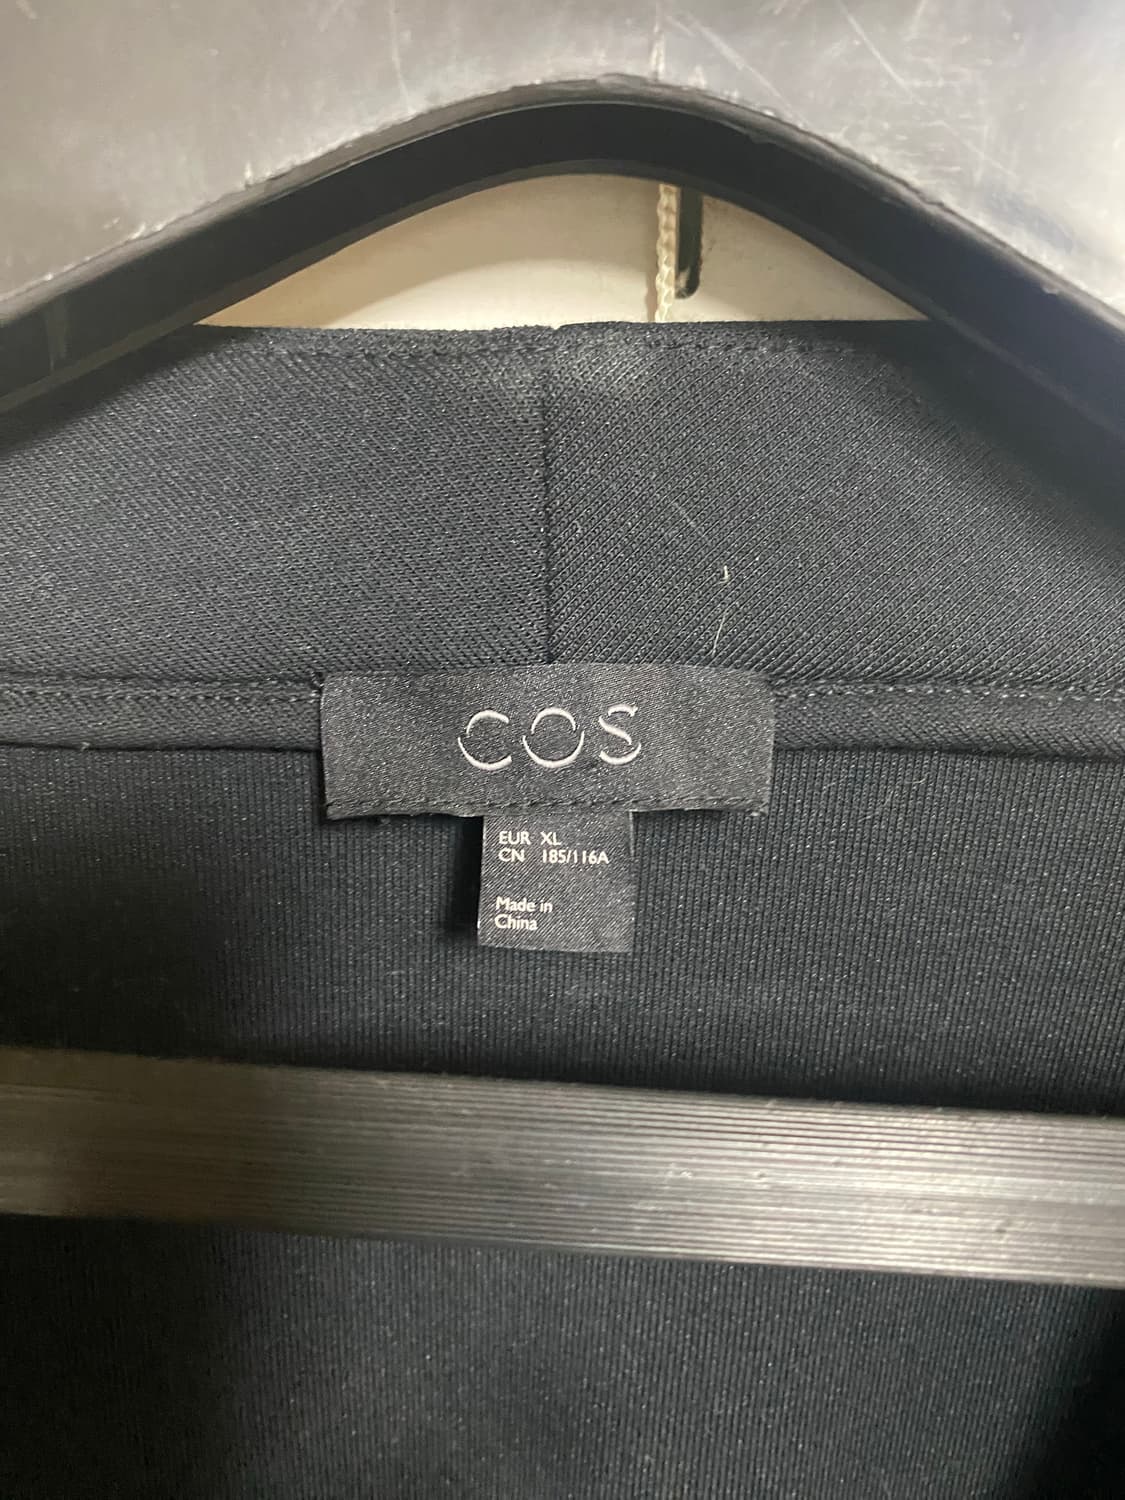 COS
EUR XL
CN 185/116A
Made in
China